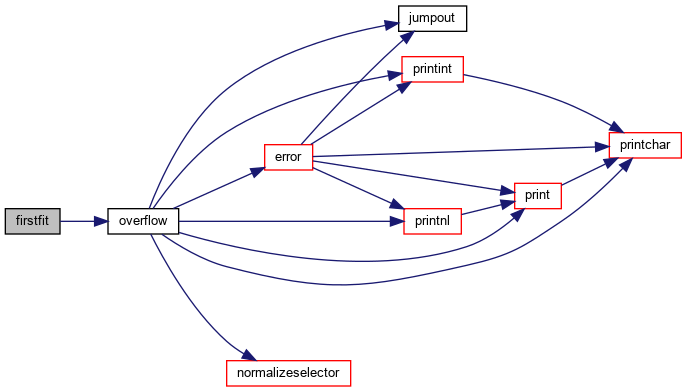 jumpout
printint
printchar
error
print
firstfit
overflow
printnl
normalizeselector